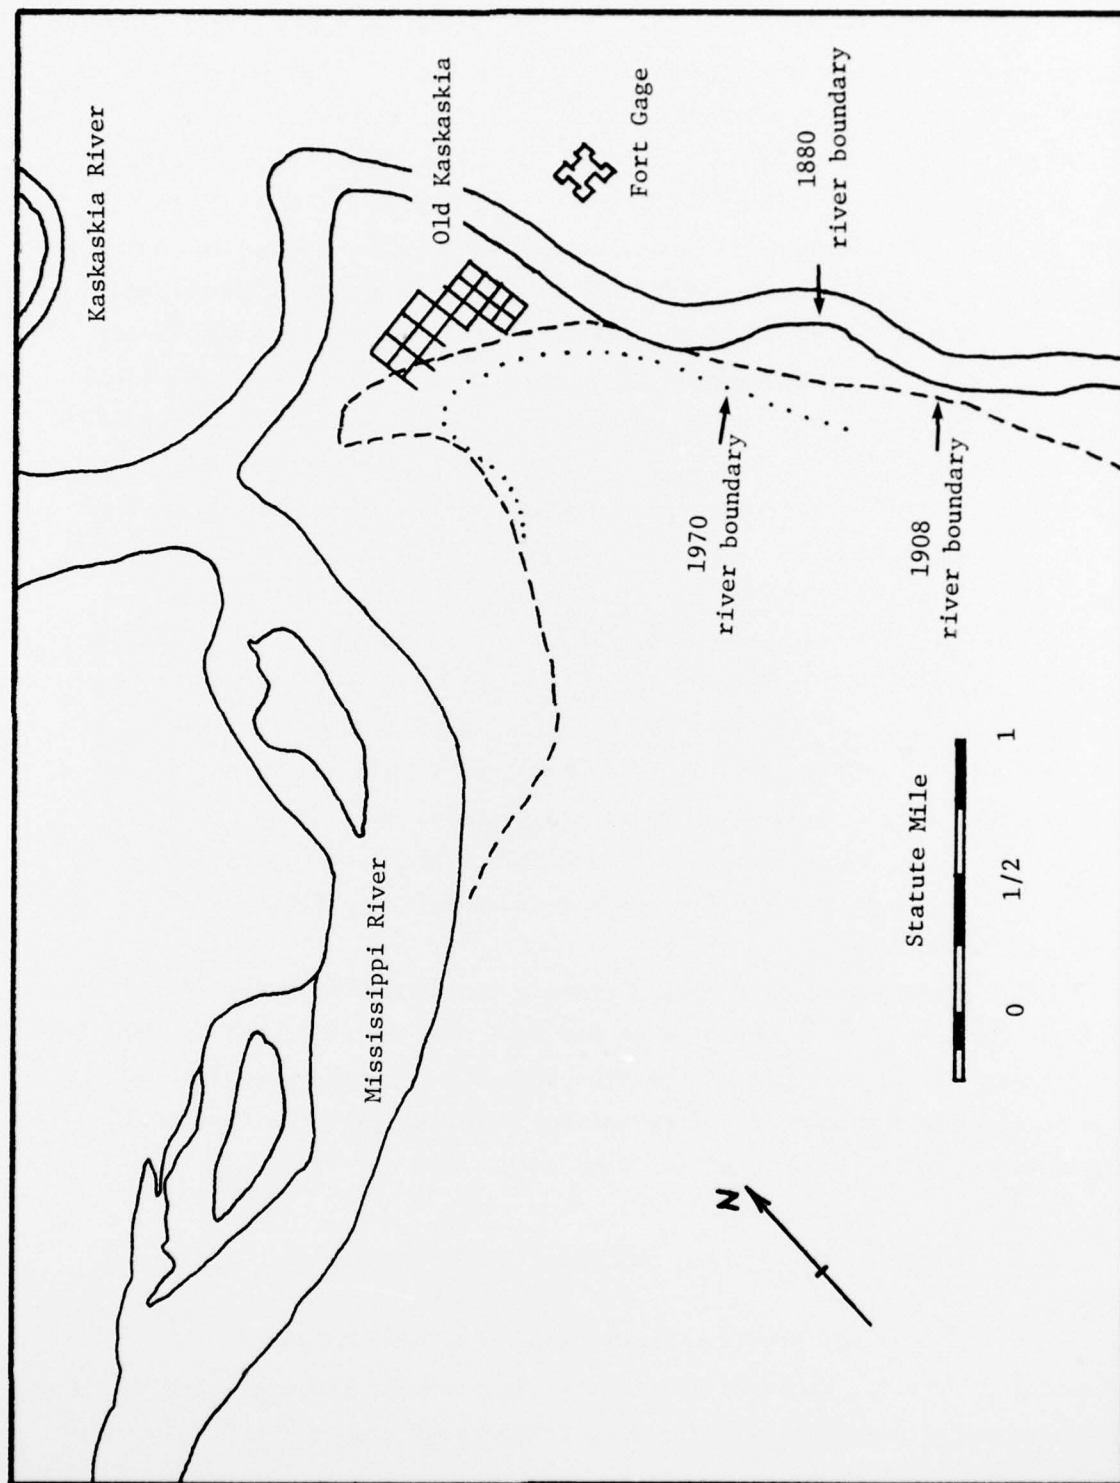 Kaskaskia River
Old Kaskaskia
Fort Gage
1880
river boundary
Mississippi River
1970
river boundary
1908
river boundary
Statute Mile
0 1/2 1
N